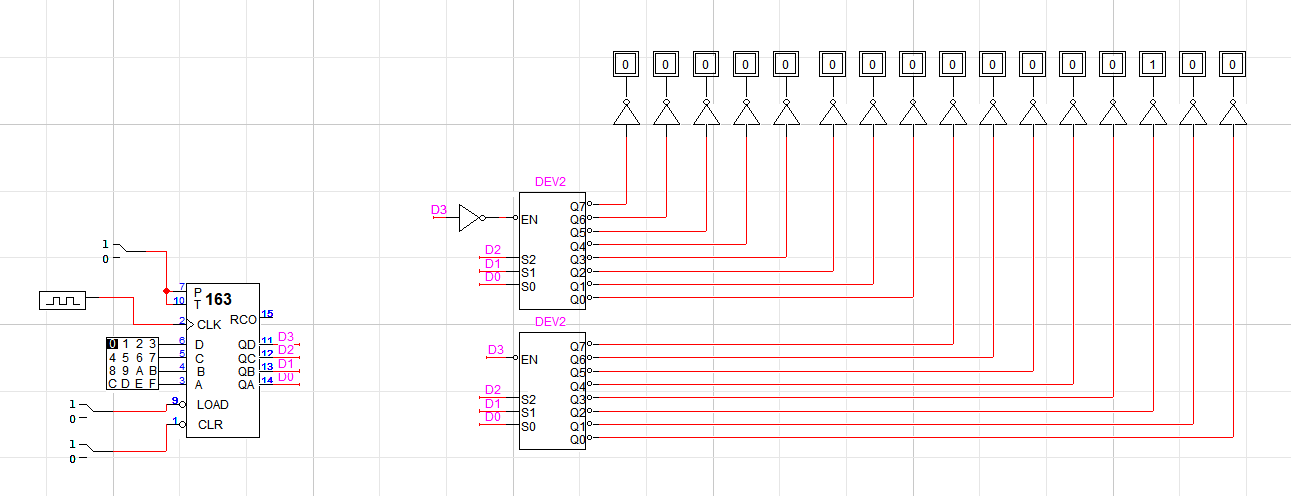 0 0 0 0 0 0 0 0 0 0 0 0 0 1 0 0
DEV2
D3
EN
D2 S2
D1 S1
D0 S0
Q7
Q6
Q5
Q4
Q3
Q2
Q1
Q0
1
0
7 P
10 T
163
15 RCO
2 CLK
0 1 2 3
4 5 6 7
8 9 A B
C D E F
6 D QD 11 D3
5 C QC 12 D2
4 B QB 13 D1
3 A QA 14 D0
1
0
9 LOAD
1
0
1 CLR
DEV2
D3 EN
D2 S2
D1 S1
D0 S0
Q7
Q6
Q5
Q4
Q3
Q2
Q1
Q0